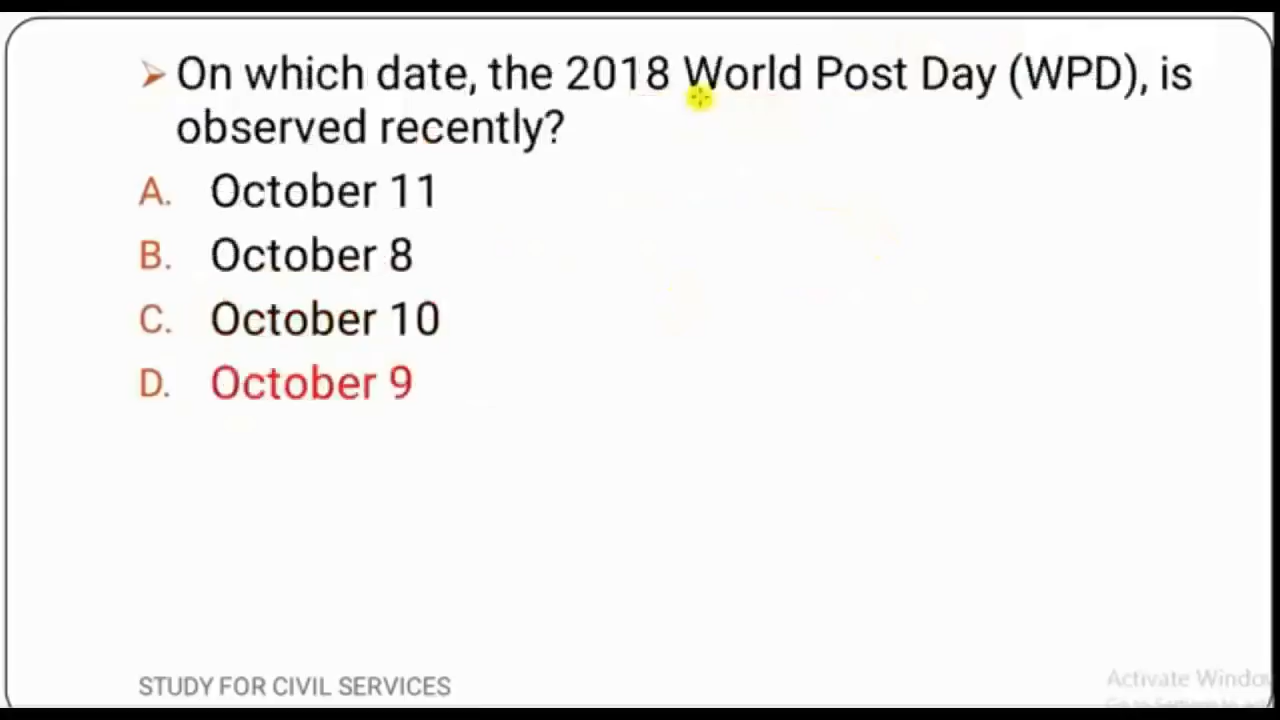 On which date, the 2018 World Post Day (WPD), is
observed recently?
A. October 11
B. October 8
C. October 10
D. October 9
STUDY FOR CIVIL SERVICES
Activate Windo